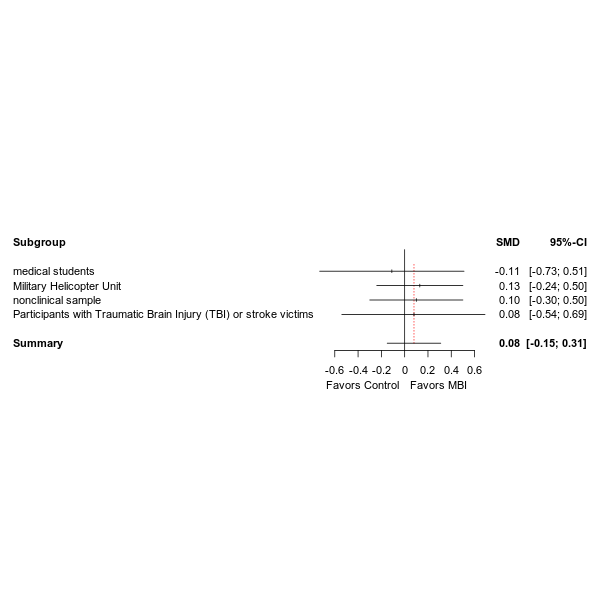 Subgroup SMD 95%-CI
medical students -0.11 [-0.73; 0.51]
Military Helicopter Unit 0.13 [-0.24; 0.50]
nonclinical sample 0.10 [-0.30; 0.50]
Participants with Traumatic Brain Injury (TBI) or stroke victims 0.08 [-0.54; 0.69]
Summary 0.08 [-0.15; 0.31]
-0.6 -0.4 -0.2 0 0.2 0.4 0.6
Favors Control Favors MBI